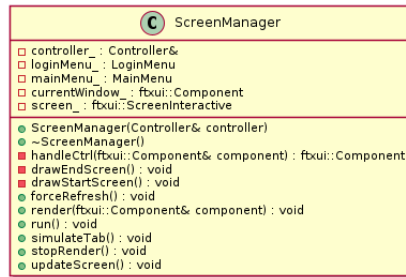 C ScreenManager
controller_ : Controller&
loginMenu_ : LoginMenu
mainMenu_ : MainMenu
currentWindow_ : ftxui::Component
screen_ : ftxui::ScreenInteractive
ScreenManager(Controller& controller)
~ScreenManager()
handleCtrl(ftxui::Component& component) : ftxui::Component
drawEndScreen() : void
drawStartScreen() : void
forceRefresh() : void
render(ftxui::Component& component) : void
run() : void
simulateTab() : void
stopRender() : void
updateScreen() : void